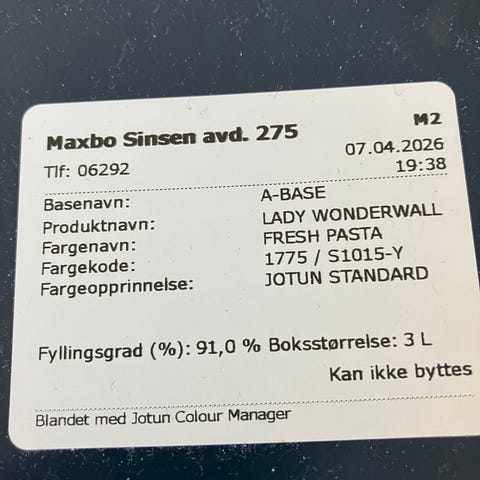 Maxbo Sinsen avd. 275 M2
Tlf: 06292 07.04.2026
19:38
Basenavn: A-BASE
Produktnavn: LADY WONDERWALL
Fargenavn: FRESH PASTA
Fargekode: 1775 / S1015-Y
Fargeopprinnelse: JOTUN STANDARD
Fyllingsgrad (%): 91,0 % Boksstørrelse: 3 L
Kan ikke byttes
Blandet med Jotun Colour Manager